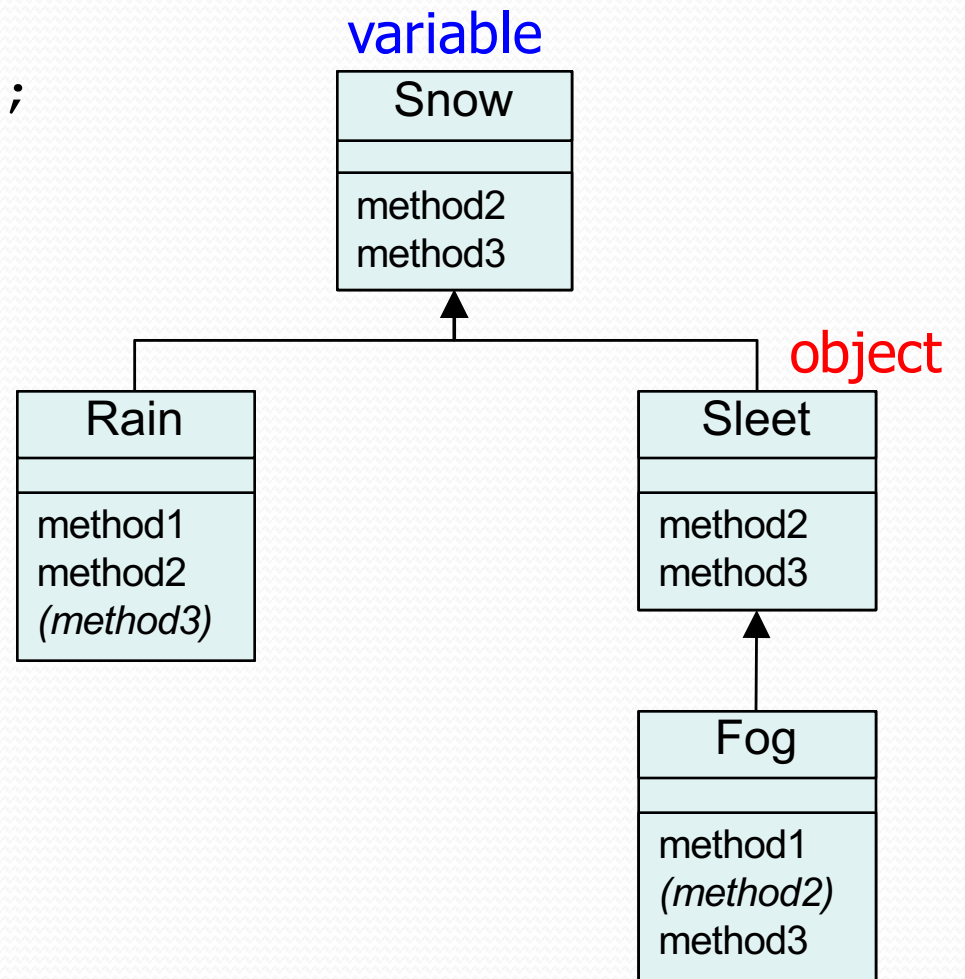 variable
;
Snow
method2
method3
object
Rain
method1
method2
(method3)
Sleet
method2
method3
Fog
method1
(method2)
method3